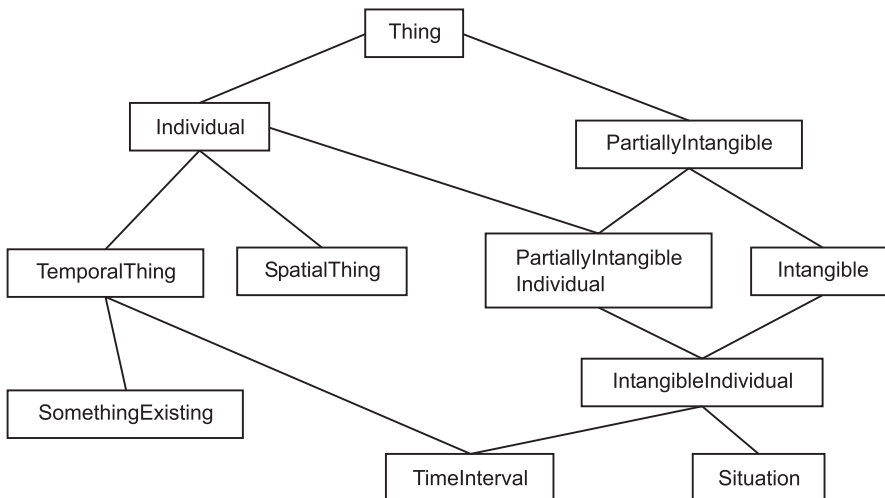 Thing
Individual
PartiallyIntangible
TemporalThing
SpatialThing
PartiallyIntangible
Individual
Intangible
IntangibleIndividual
SomethingExisting
TimeInterval
Situation